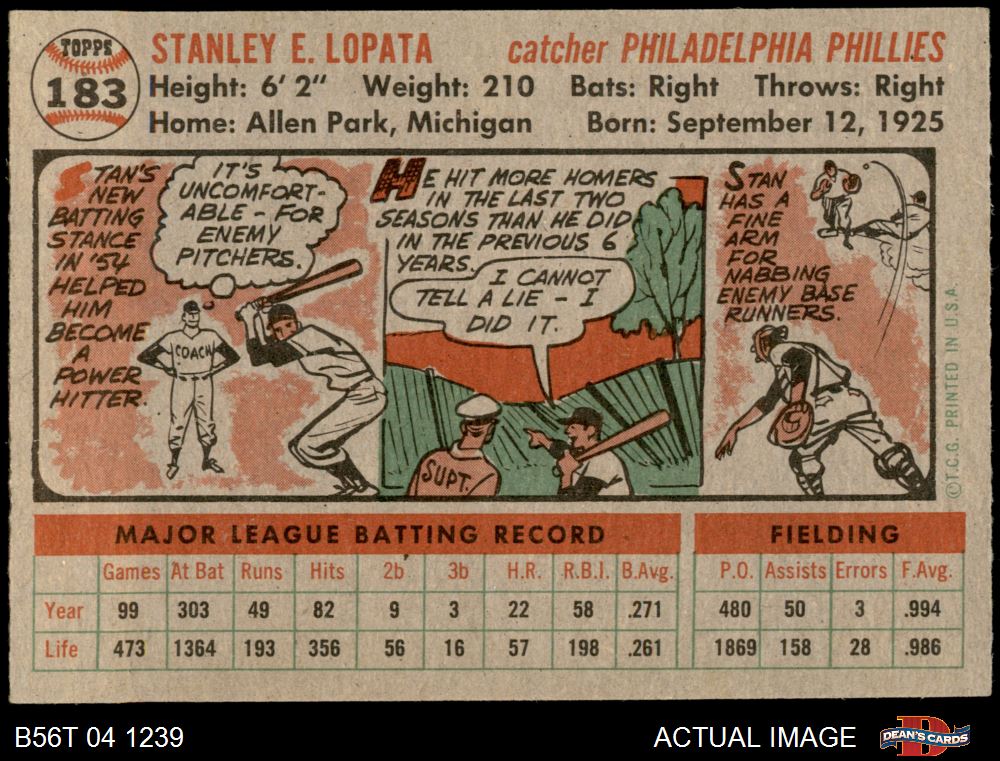 TOPPS
183
STANLEY E. LOPATA catcher PHILADELPHIA PHILLIES
Height: 6' 2" Weight: 210 Bats: Right Throws: Right
Home: Allen Park, Michigan Born: September 12, 1925
STAN'S
NEW
BATTING
STANCE
IN '54
HELPED
HIM
BECOME
A
POWER
HITTER.
IT'S
UNCOMFORT-
ABLE - FOR
ENEMY
PITCHERS.
COACH
HE HIT MORE HOMERS
IN THE LAST TWO
SEASONS THAN HE DID
IN THE PREVIOUS 6
YEARS.
I CANNOT
TELL A LIE - I
DID IT.
SUPT.
STAN
HAS A
FINE
ARM
FOR
NABBING
ENEMY BASE
RUNNERS.
©T.C.G. PRINTED IN U.S.A.
MAJOR LEAGUE BATTING RECORD FIELDING
Games At Bat Runs Hits 2b 3b H.R. R.B.I. B.Avg. P.O. Assists Errors F.Avg.
Year 99 303 49 82 9 3 22 58 .271 480 50 3 .994
Life 473 1364 193 356 56 16 57 198 .261 1869 158 28 .986
B56T 04 1239 ACTUAL IMAGE DEAN'S CARDS